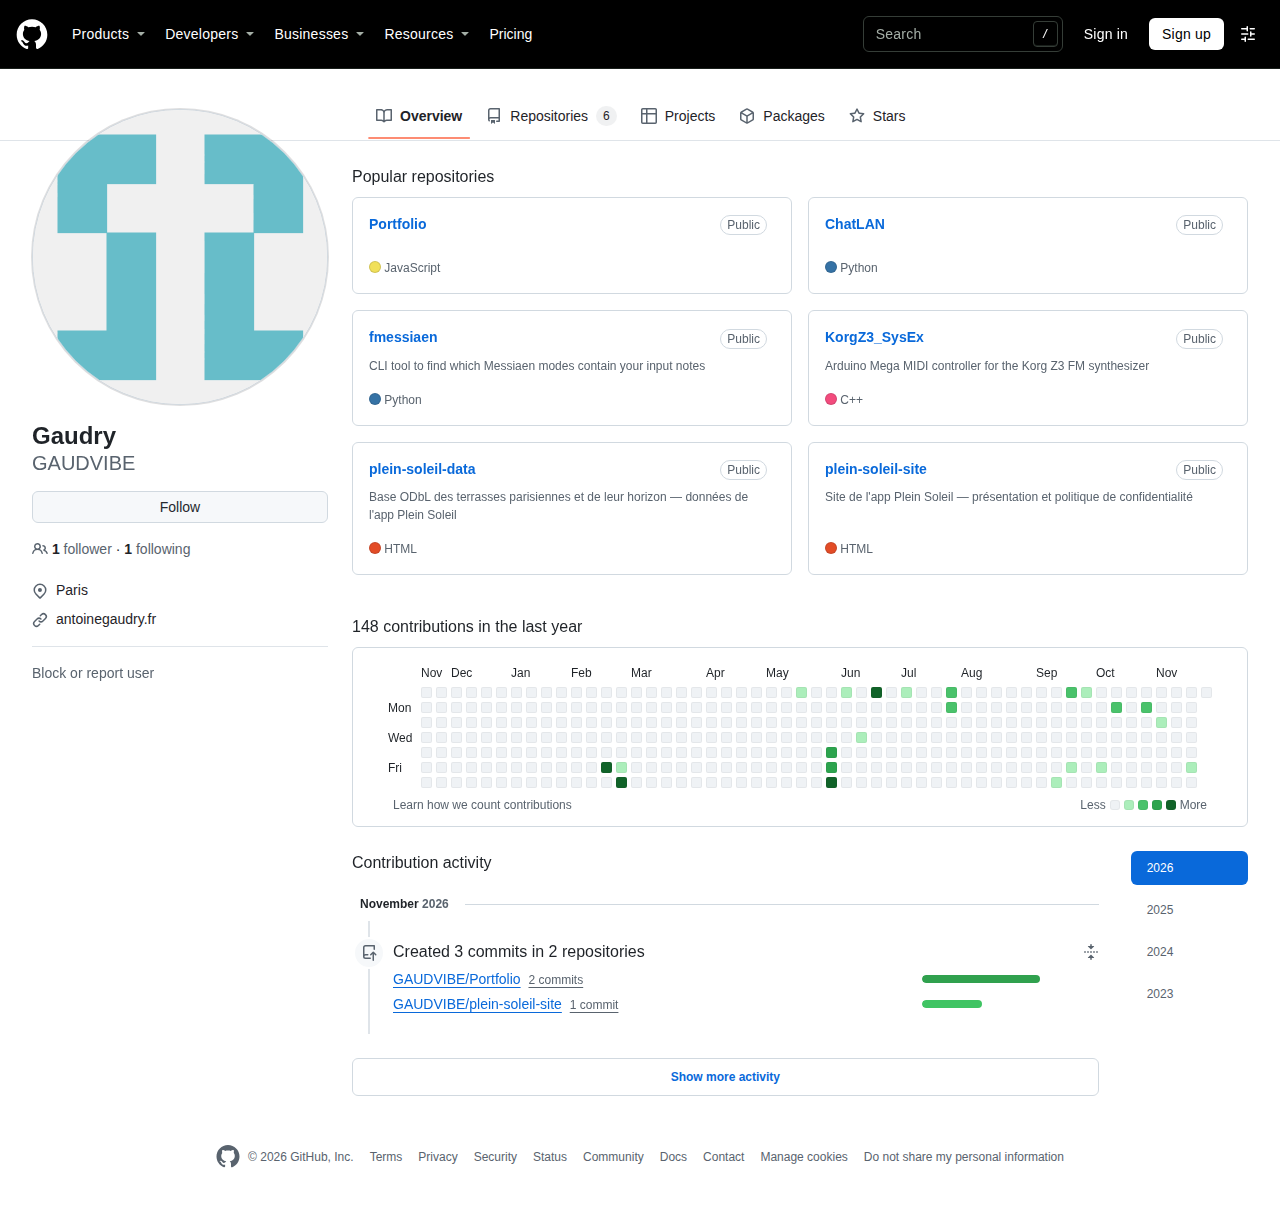 Products Developers Businesses Resources Pricing Search / Sign in Sign up
Overview Repositories 6 Projects Packages Stars
Gaudry
GAUDVIBE
Follow
1 follower · 1 following
Paris
antoinegaudry.fr
Block or report user
Popular repositories
Portfolio Public
JavaScript
ChatLAN Public
Python
fmessiaen Public
CLI tool to find which Messiaen modes contain your input notes
Python
KorgZ3_SysEx Public
Arduino Mega MIDI controller for the Korg Z3 FM synthesizer
C++
plein-soleil-data Public
Base ODbL des terrasses parisiennes et de leur horizon — données de
l'app Plein Soleil
HTML
plein-soleil-site Public
Site de l'app Plein Soleil — présentation et politique de confidentialité
HTML
148 contributions in the last year
Nov Dec Jan Feb Mar Apr May Jun Jul Aug Sep Oct Nov
Mon
Wed
Fri
Learn how we count contributions Less More
Contribution activity
November 2026
Created 3 commits in 2 repositories
GAUDVIBE/Portfolio 2 commits
GAUDVIBE/plein-soleil-site 1 commit
Show more activity
2026
2025
2024
2023
© 2026 GitHub, Inc. Terms Privacy Security Status Community Docs Contact Manage cookies Do not share my personal information